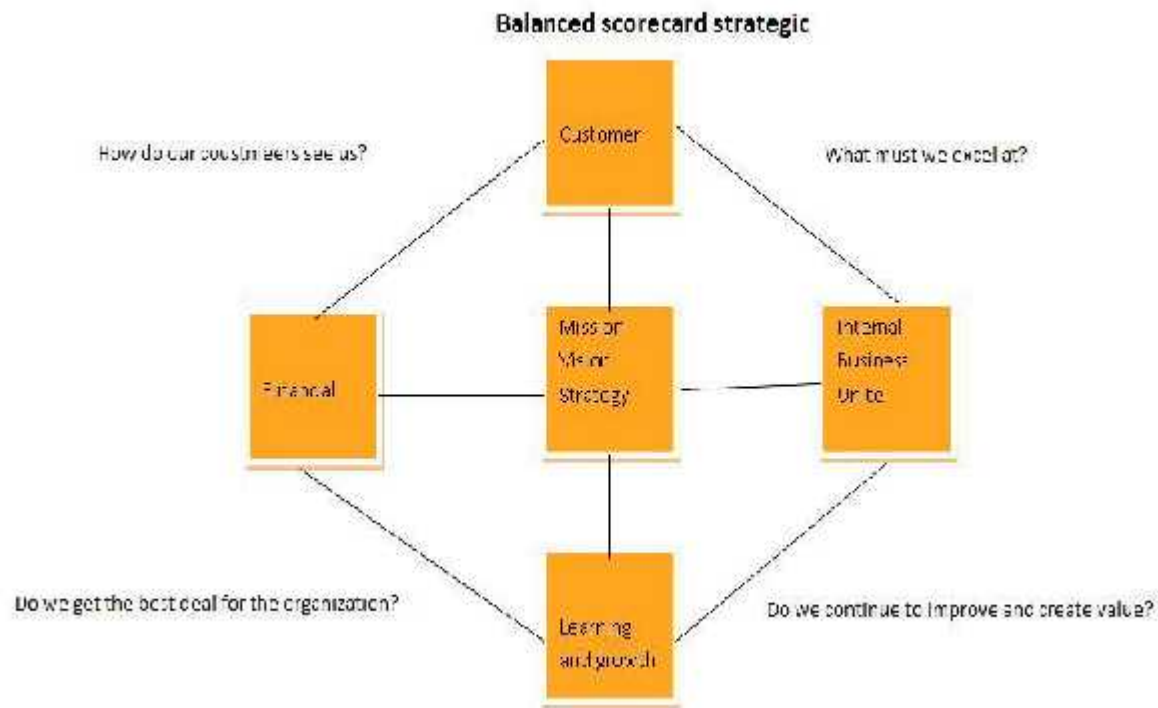 Balanced scorecard strategic
Customer
How do our coustmeers see us?
What must we excel at?
Financial
Mission
Vision
Strategy
Internal
Business
Unite
Do we get the best deal for the organization?
Do we continue to improve and create value?
Learning
and growth